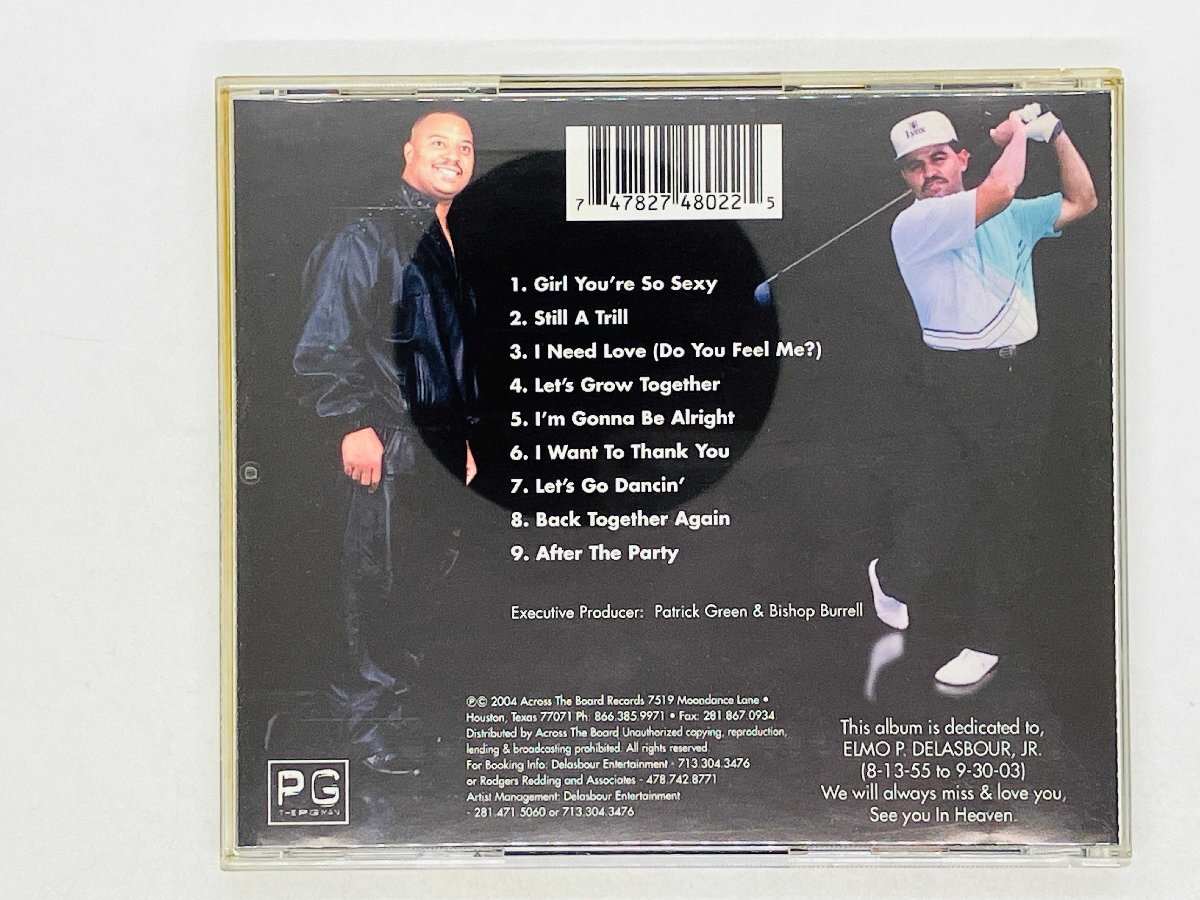 Lynx
7 47827 48022 5
1. Girl You're So Sexy
2. Still A Trill
3. I Need Love (Do You Feel Me?)
4. Let's Grow Together
5. I'm Gonna Be Alright
6. I Want To Thank You
7. Let's Go Dancin'
8. Back Together Again
9. After The Party
Executive Producer: Patrick Green & Bishop Burrell
℗© 2004 Across The Board Records 7519 Moondance Lane •
Houston, Texas 77071 Ph: 866.385.9971 • Fax: 281.867.0934
Distributed by Across The Board Unauthorized copying, reproduction,
lending & broadcasting prohibited. All rights reserved.
For Booking Info: Delasbour Entertainment - 713.304.3476
or Rodgers Redding and Associates - 478.742.8771
Artist Management: Delasbour Entertainment
- 281.471.5060 or 713.304.3476
This album is dedicated to,
ELMO P. DELASBOUR, JR.
(8-13-55 to 9-30-03)
We will always miss & love you,
See you In Heaven.
PG
THE PG MAN